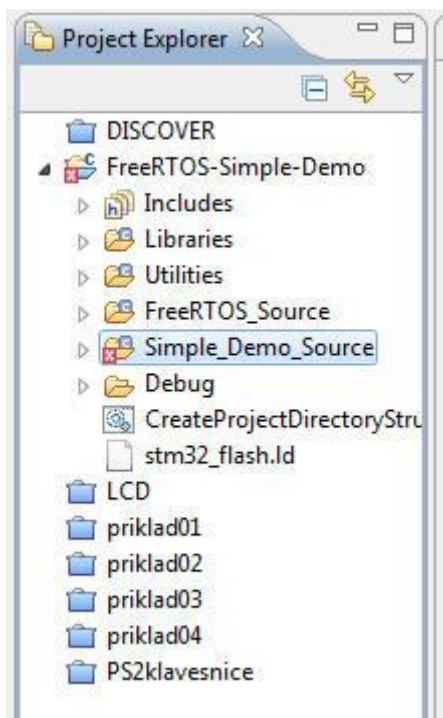 Project Explorer
DISCOVER
FreeRTOS-Simple-Demo
Includes
Libraries
Utilities
FreeRTOS_Source
Simple_Demo_Source
Debug
CreateProjectDirectoryStru
stm32_flash.ld
LCD
priklad01
priklad02
priklad03
priklad04
PS2klavesnice